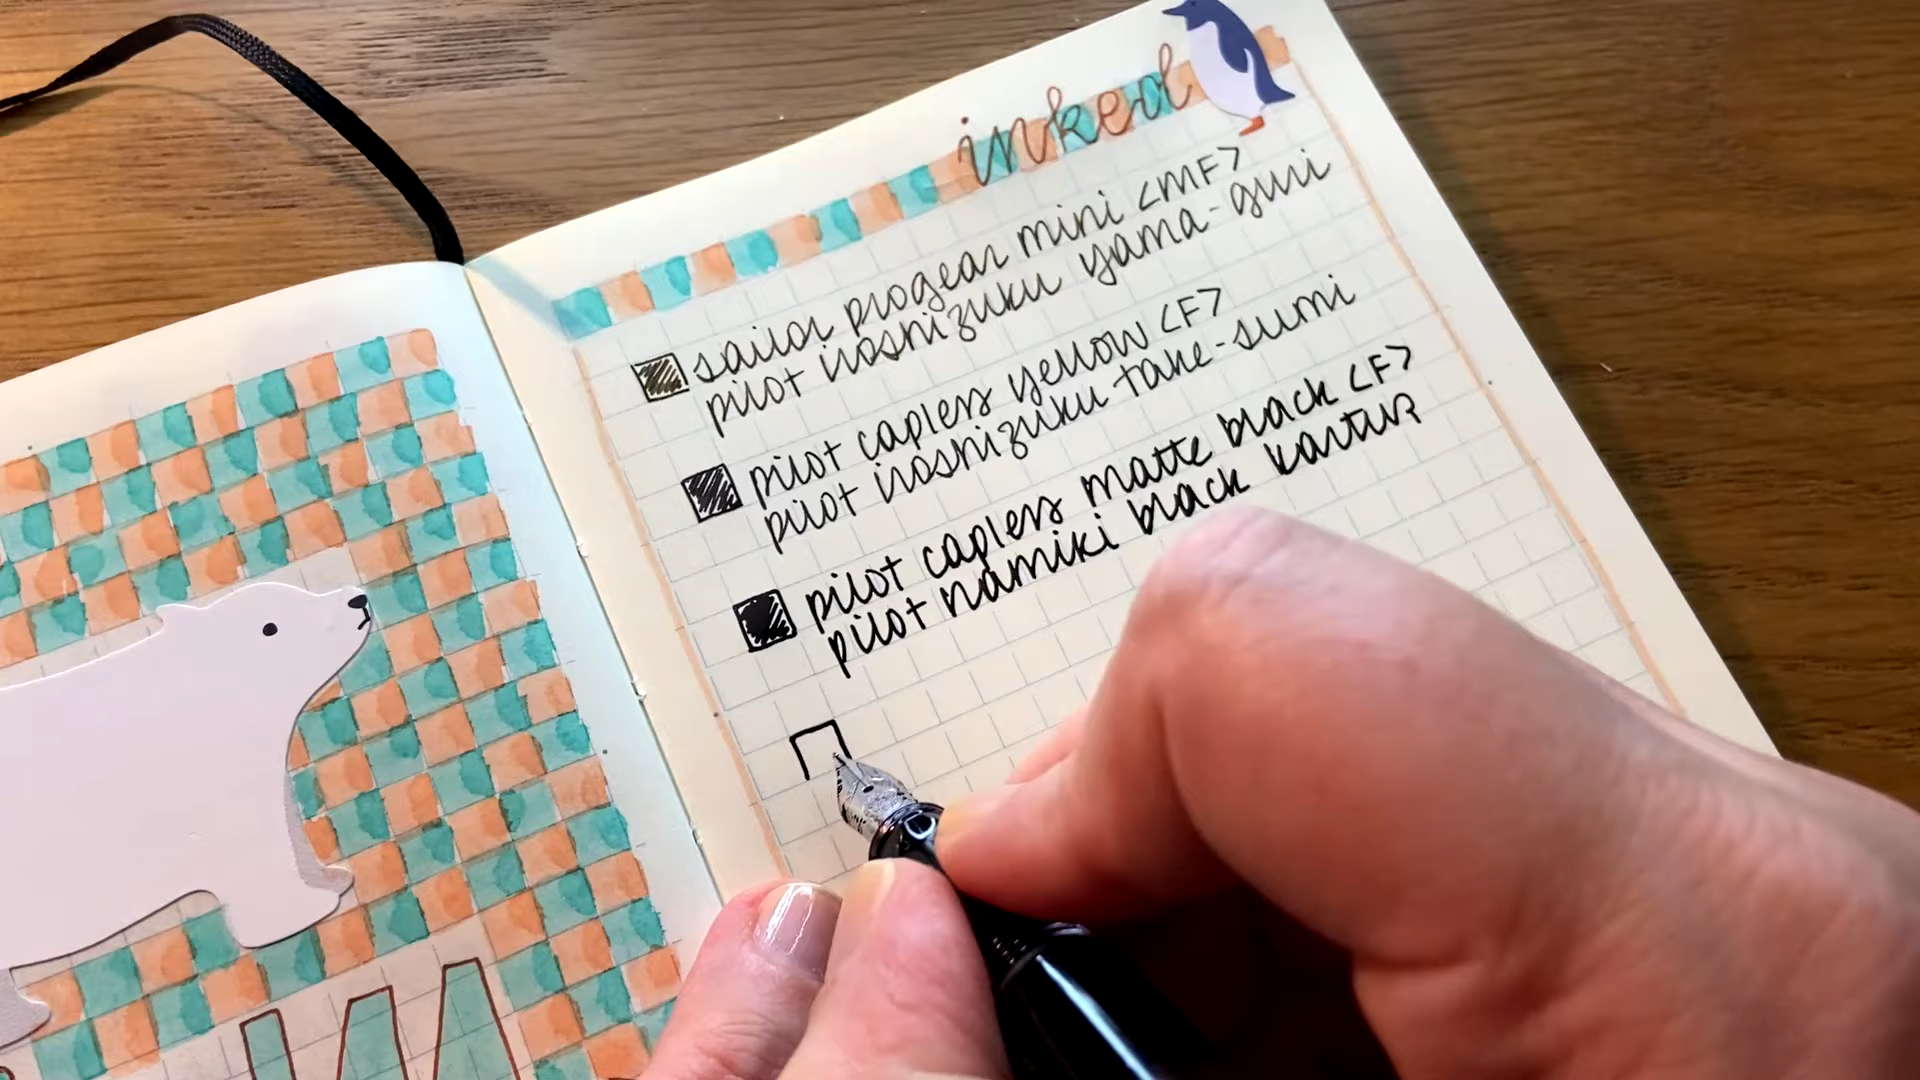 inked
sailor progear mini <MF>
pilot iroshizuku yama-guri
pilot capless yellow <F>
pilot iroshizuku take-sumi
pilot capless matte black <F>
pilot namiki black